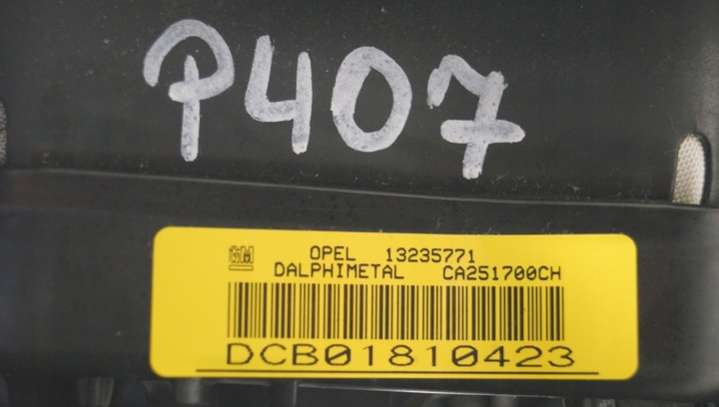 P407
GM OPEL 13235771
DALPHIMETAL CA251700CH
DCB01810423